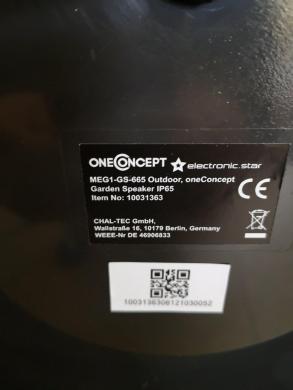 ONECONCEPT electronic.star
MEG1-GS-665 Outdoor, oneConcept
Garden Speaker IP65
Item No: 10031363
CE
CHAL-TEC GmbH,
Wallstraße 16, 10179 Berlin, Germany
WEEE-Nr DE 46906833
10031363061210300S2